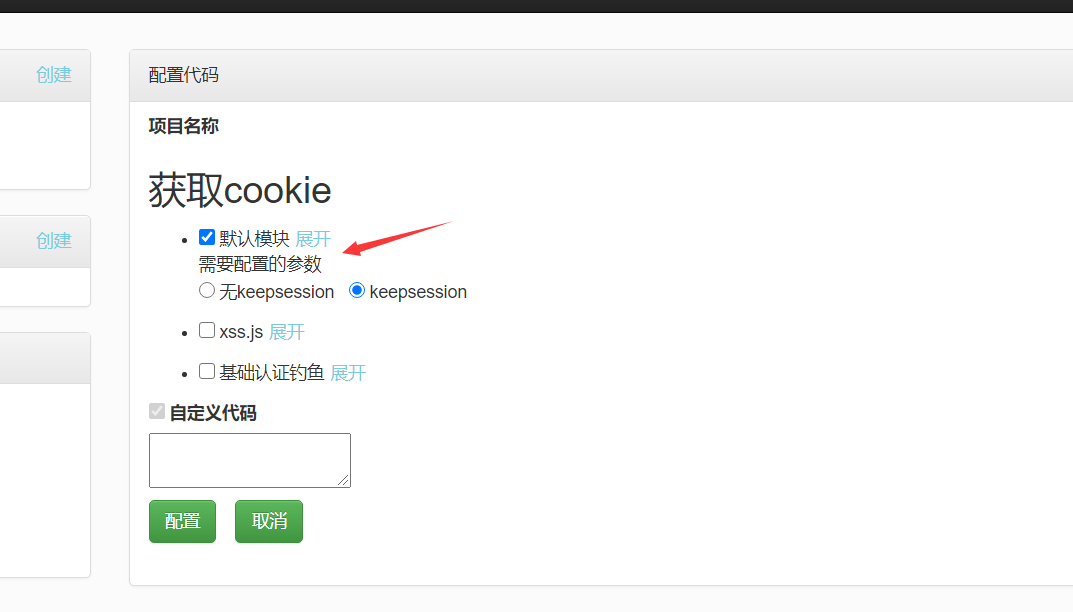 创建
创建
配置代码
项目名称
获取cookie
默认模块 展开
需要配置的参数
无keepsession keepsession
xss.js 展开
基础认证钓鱼 展开
自定义代码
配置 取消